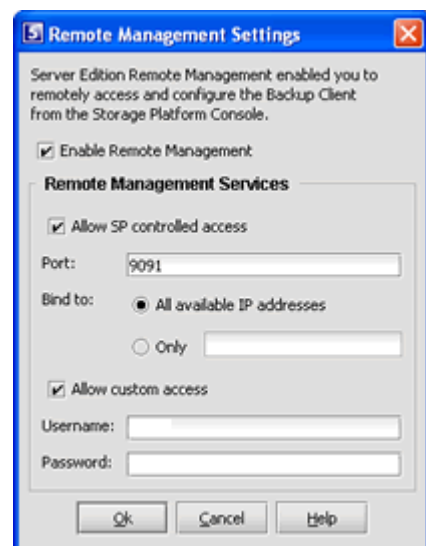 S Remote Management Settings
Server Edition Remote Management enabled you to
remotely access and configure the Backup Client
from the Storage Platform Console.
Enable Remote Management
Remote Management Services
Allow SP controlled access
Port: 9091
Bind to: All available IP addresses
Only
Allow custom access
Username:
Password:
Ok Cancel Help